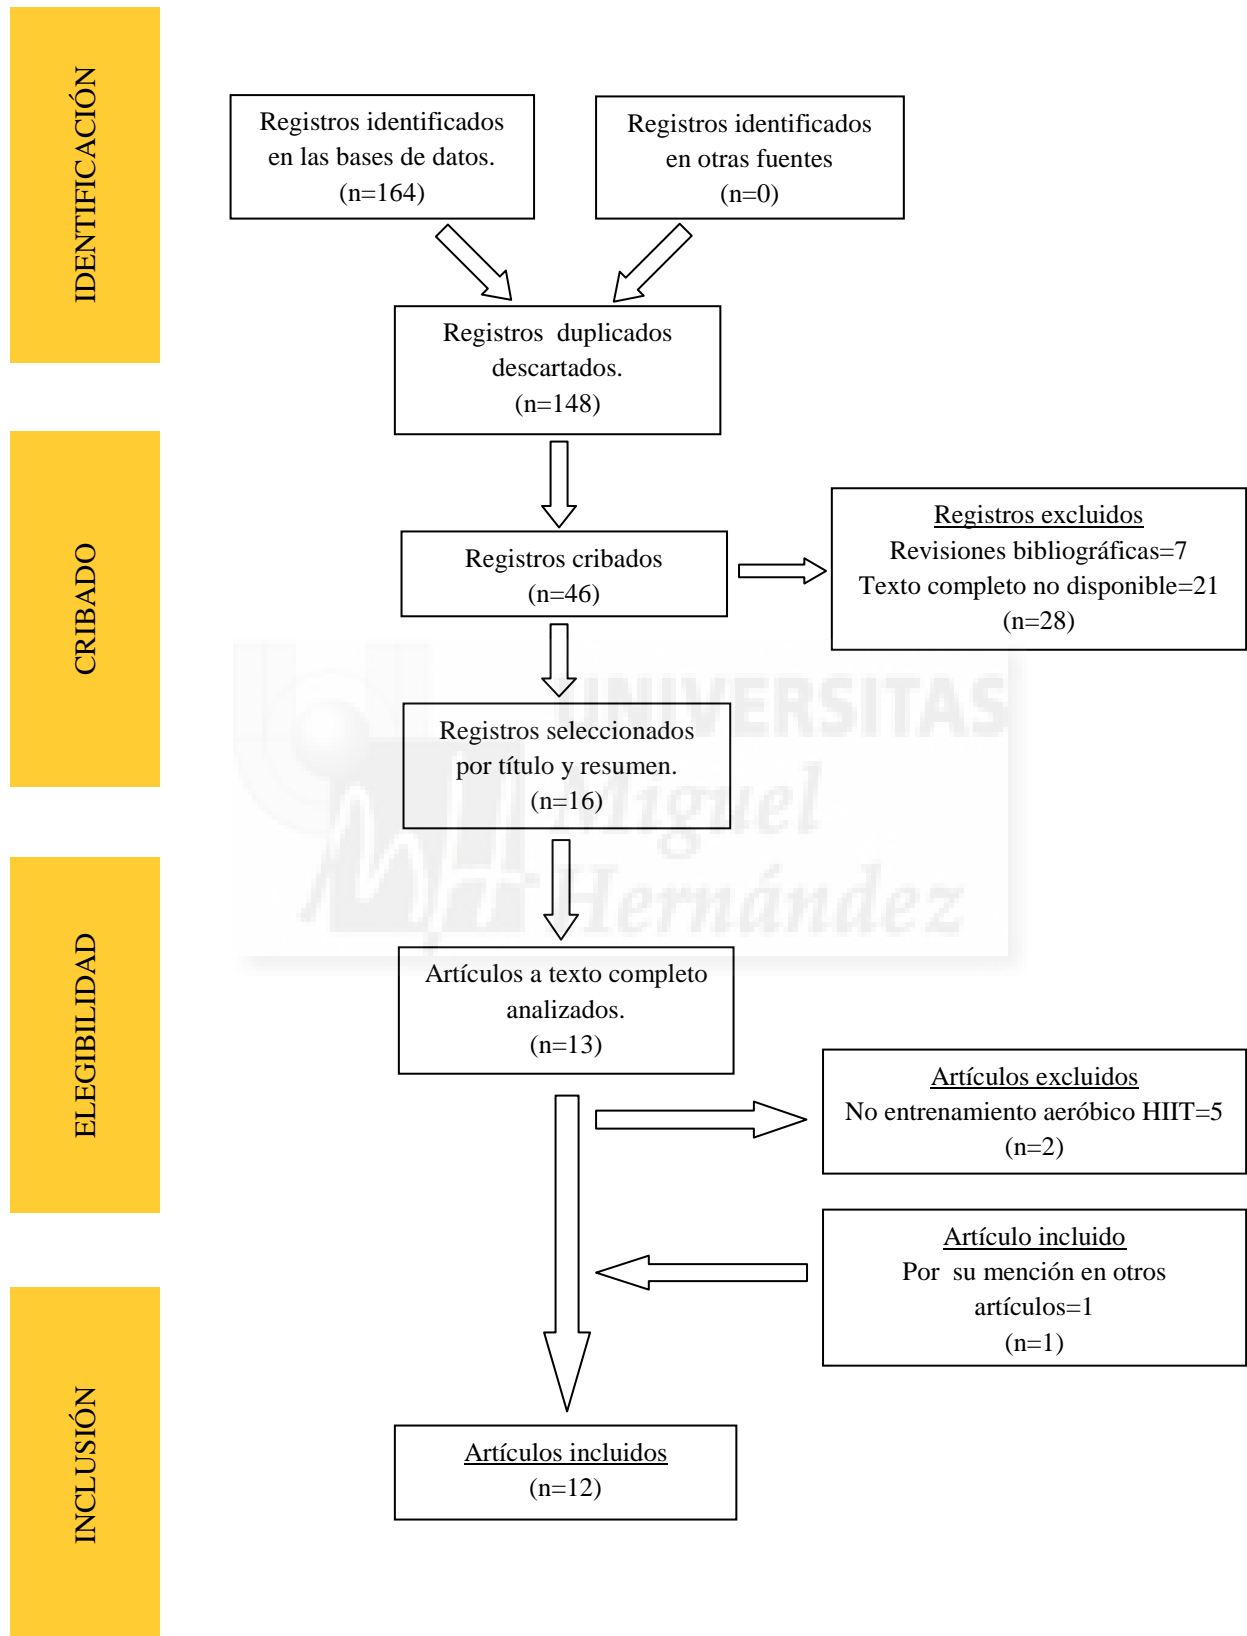 IDENTIFICACIÓN
Registros identificados
en las bases de datos.
(n=164)
Registros identificados
en otras fuentes
(n=0)
Registros duplicados
descartados.
(n=148)
CRIBADO
Registros cribados
(n=46)
Registros excluidos
Revisiones bibliográficas=7
Texto completo no disponible=21
(n=28)
Registros seleccionados
por título y resumen.
(n=16)
UNIVERSITAS
Miguel
Hernández
ELEGIBILIDAD
Artículos a texto completo
analizados.
(n=13)
Artículos excluidos
No entrenamiento aeróbico HIIT=5
(n=2)
Artículo incluido
Por su mención en otros
artículos=1
(n=1)
INCLUSIÓN
Artículos incluidos
(n=12)